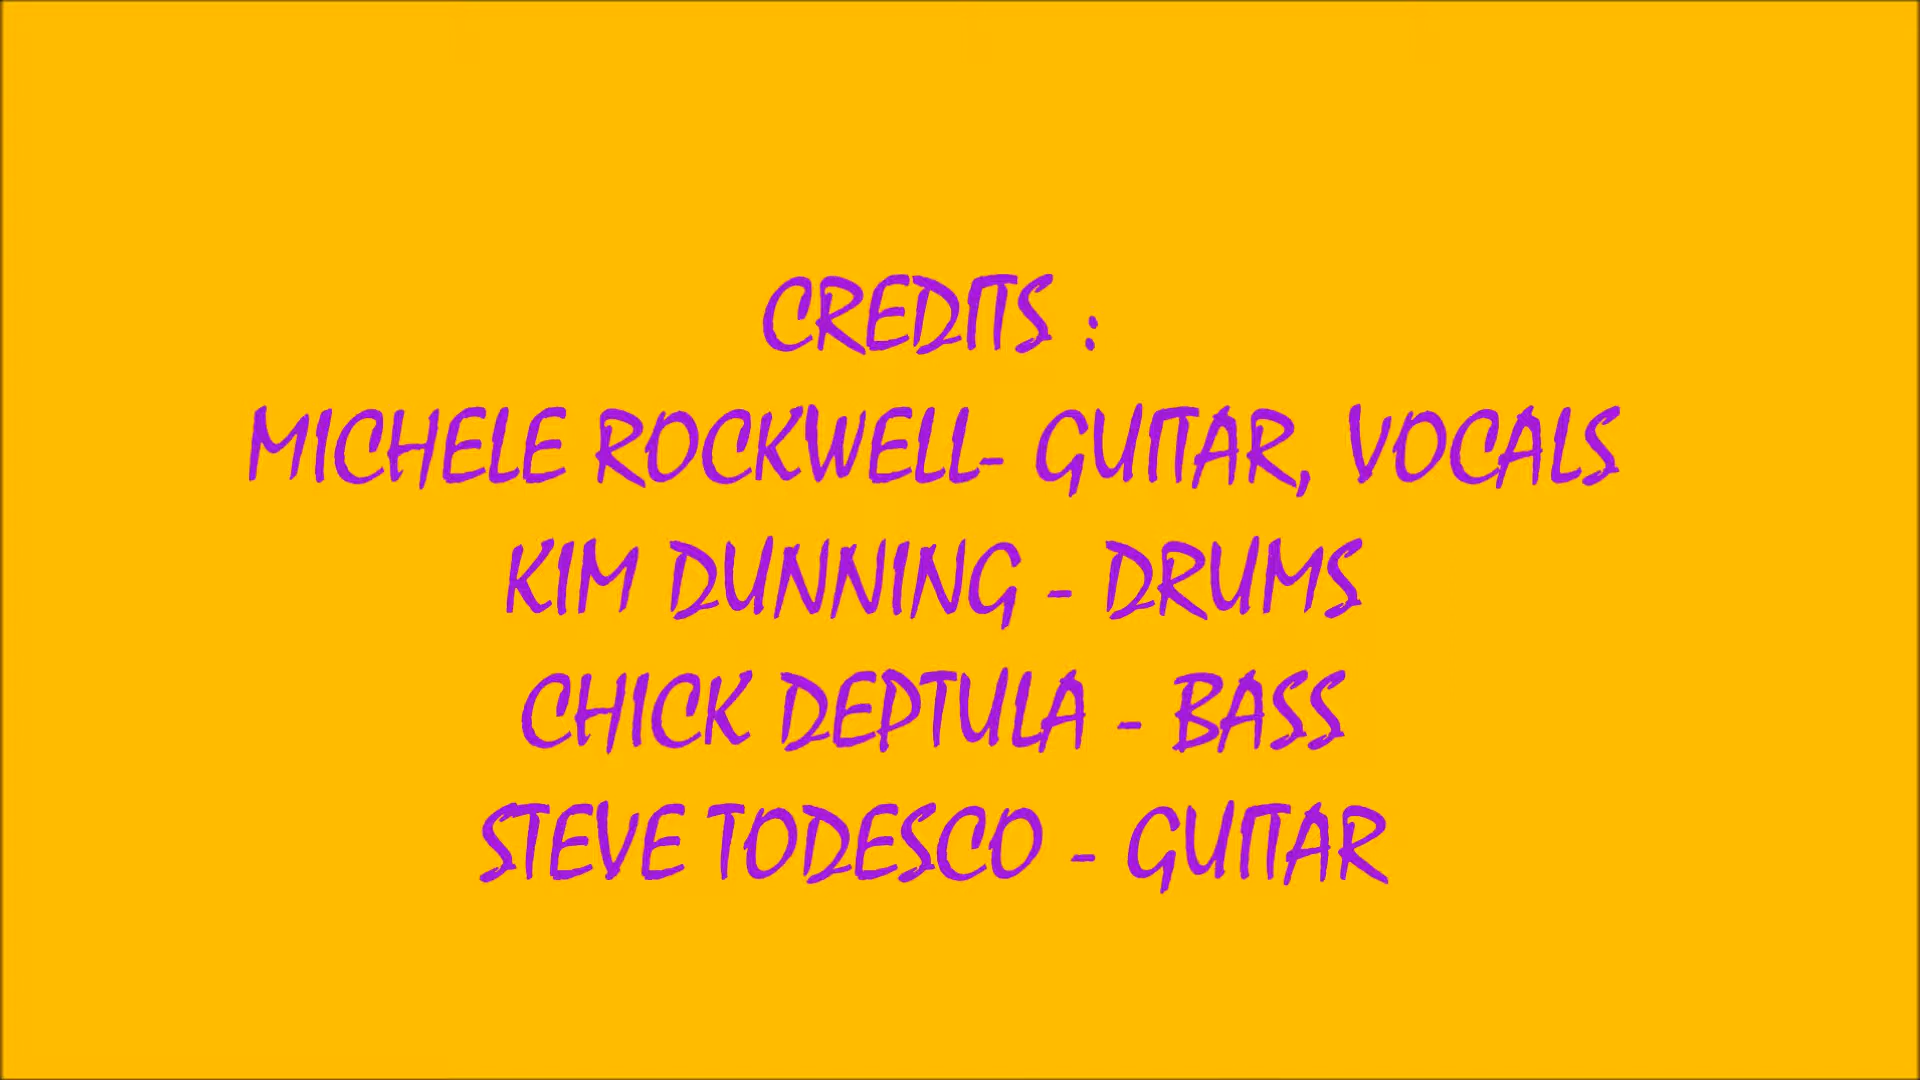 CREDITS :
MICHELE ROCKWELL- GUITAR, VOCALS
KIM DUNNING - DRUMS
CHICK DEPTULA - BASS
STEVE TODESCO - GUITAR